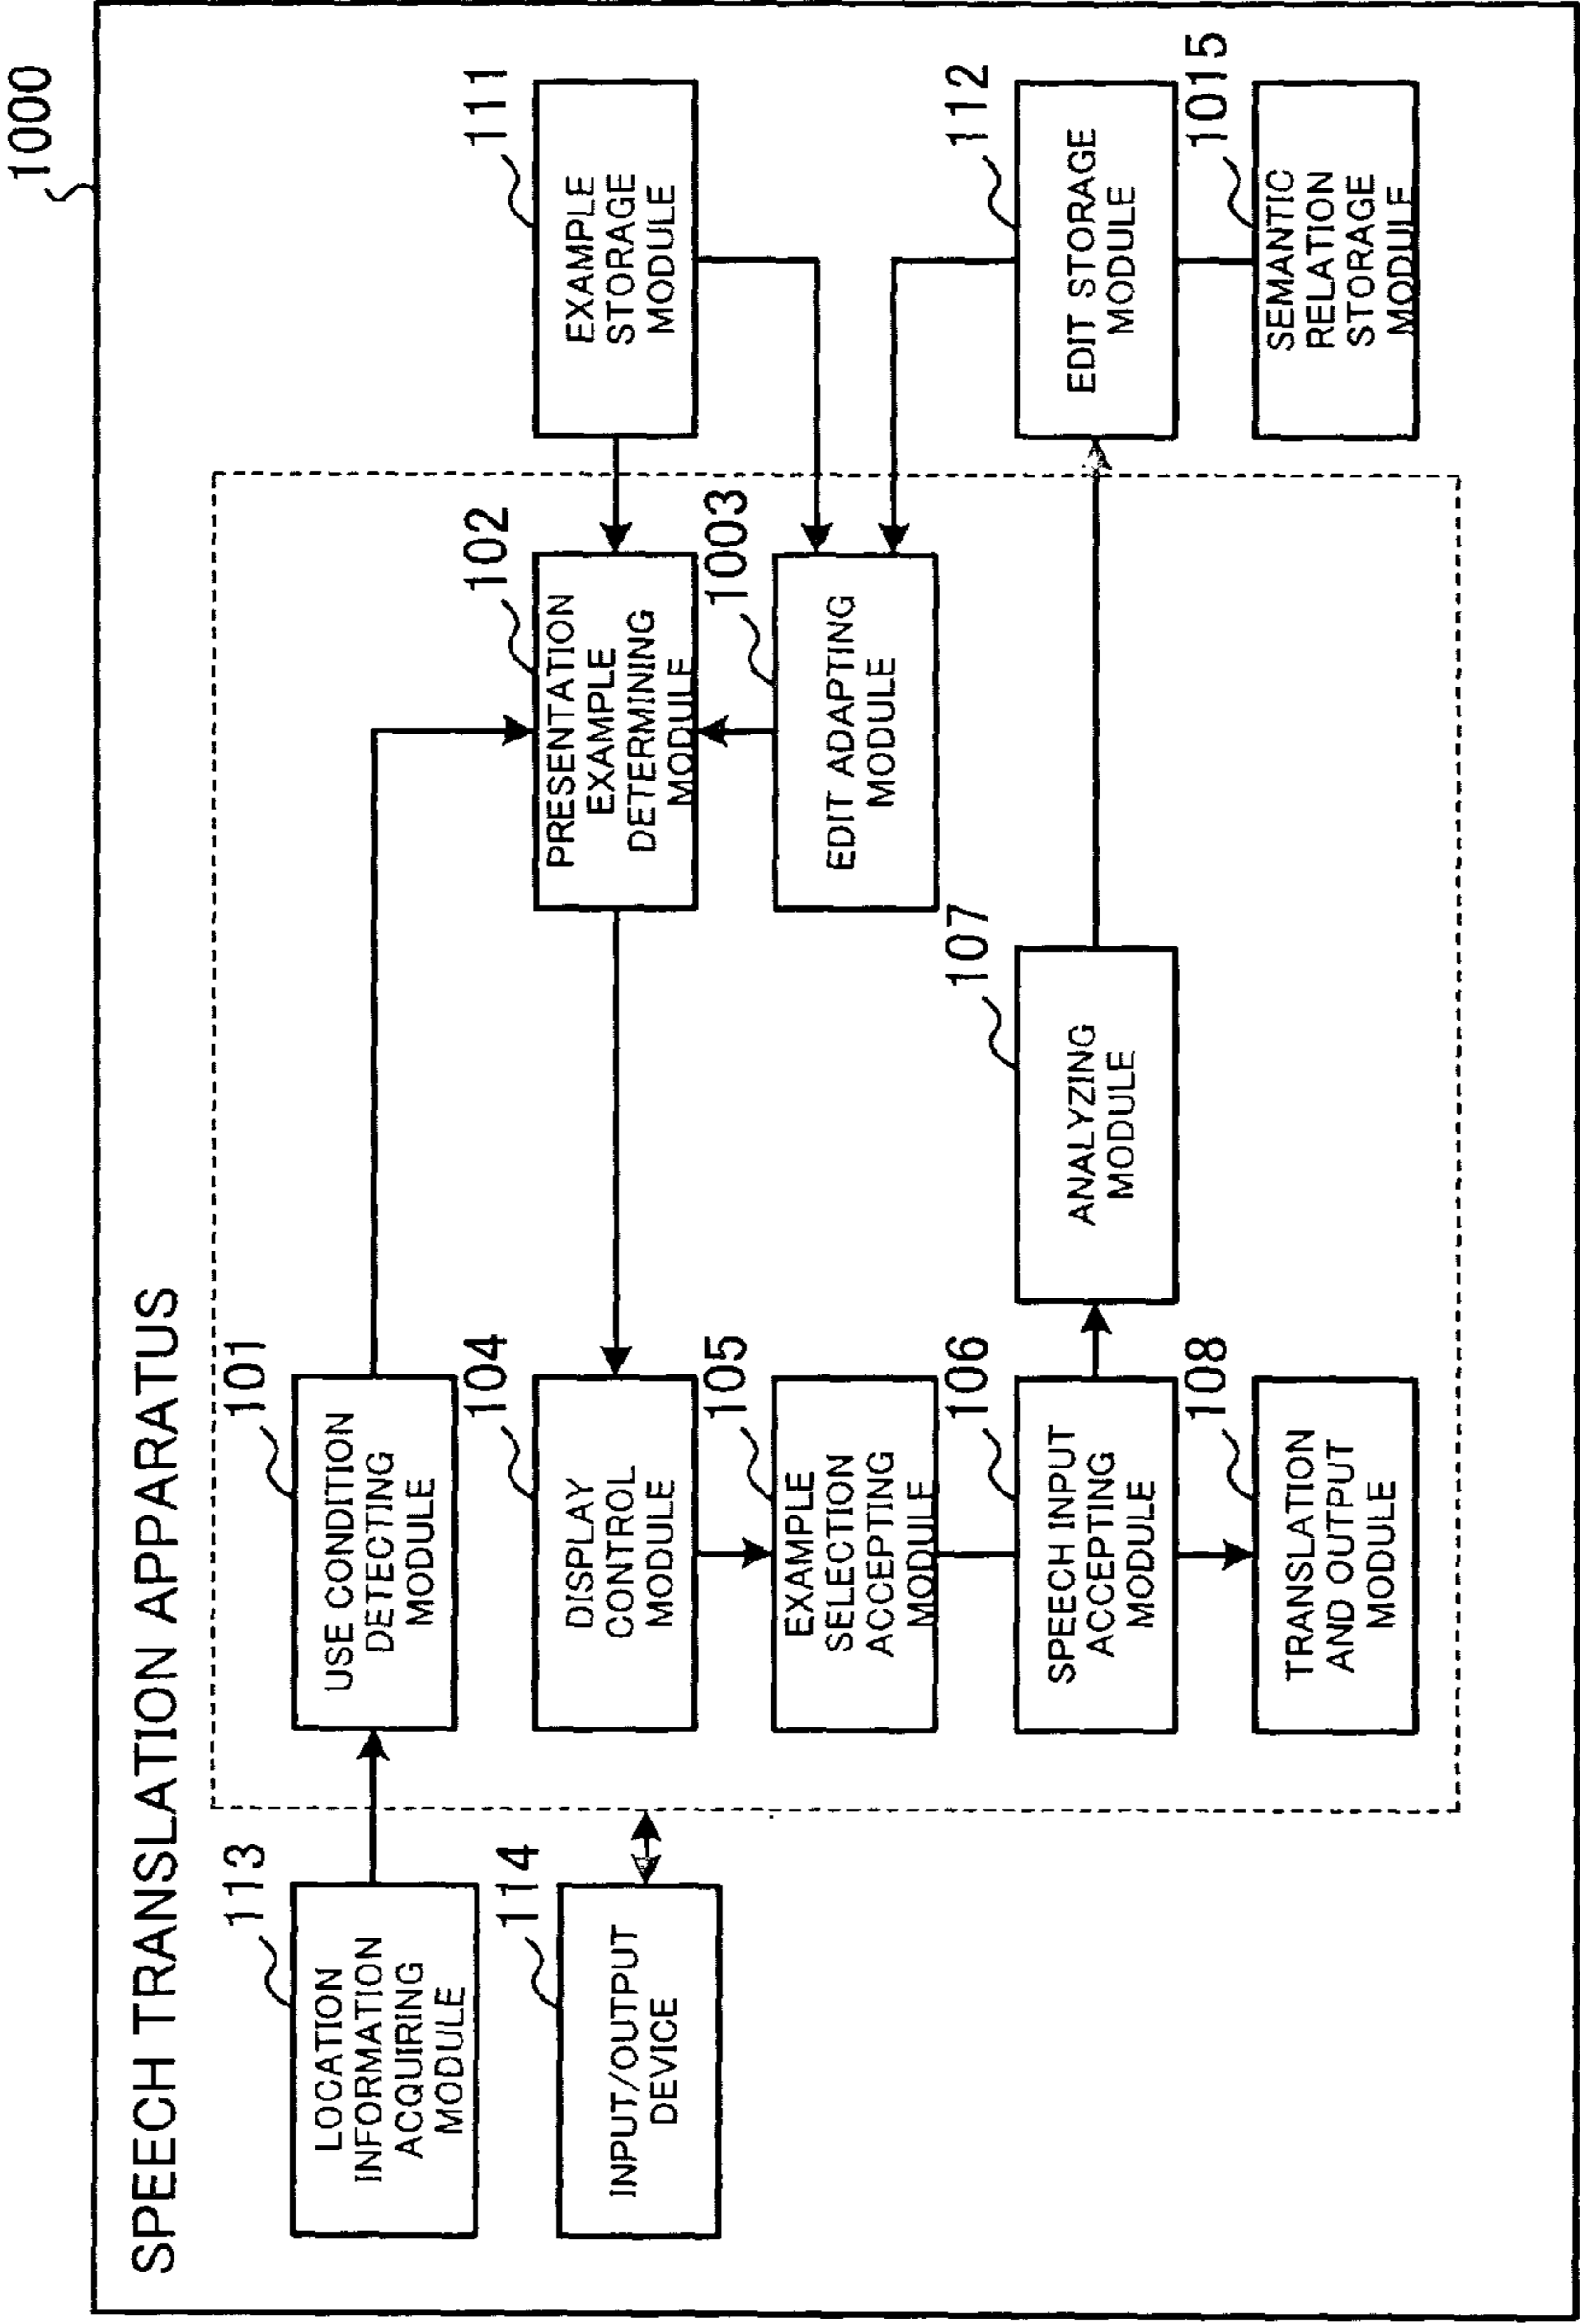 1000
SPEECH TRANSLATION APPARATUS
113
LOCATION
INFORMATION
ACQUIRING
MODULE
101
USE CONDITION
DETECTING
MODULE
114
INPUT/OUTPUT
DEVICE
104
DISPLAY
CONTROL
MODULE
102
PRESENTATION
EXAMPLE
DETERMINING
MODULE
111
EXAMPLE
STORAGE
MODULE
105
EXAMPLE
SELECTION
ACCEPTING
MODULE
1003
EDIT ADAPTING
MODULE
106
SPEECH INPUT
ACCEPTING
MODULE
107
ANALYZING
MODULE
112
EDIT STORAGE
MODULE
108
TRANSLATION
AND OUTPUT
MODULE
1015
SEMANTIC
RELATION
STORAGE
MODULE